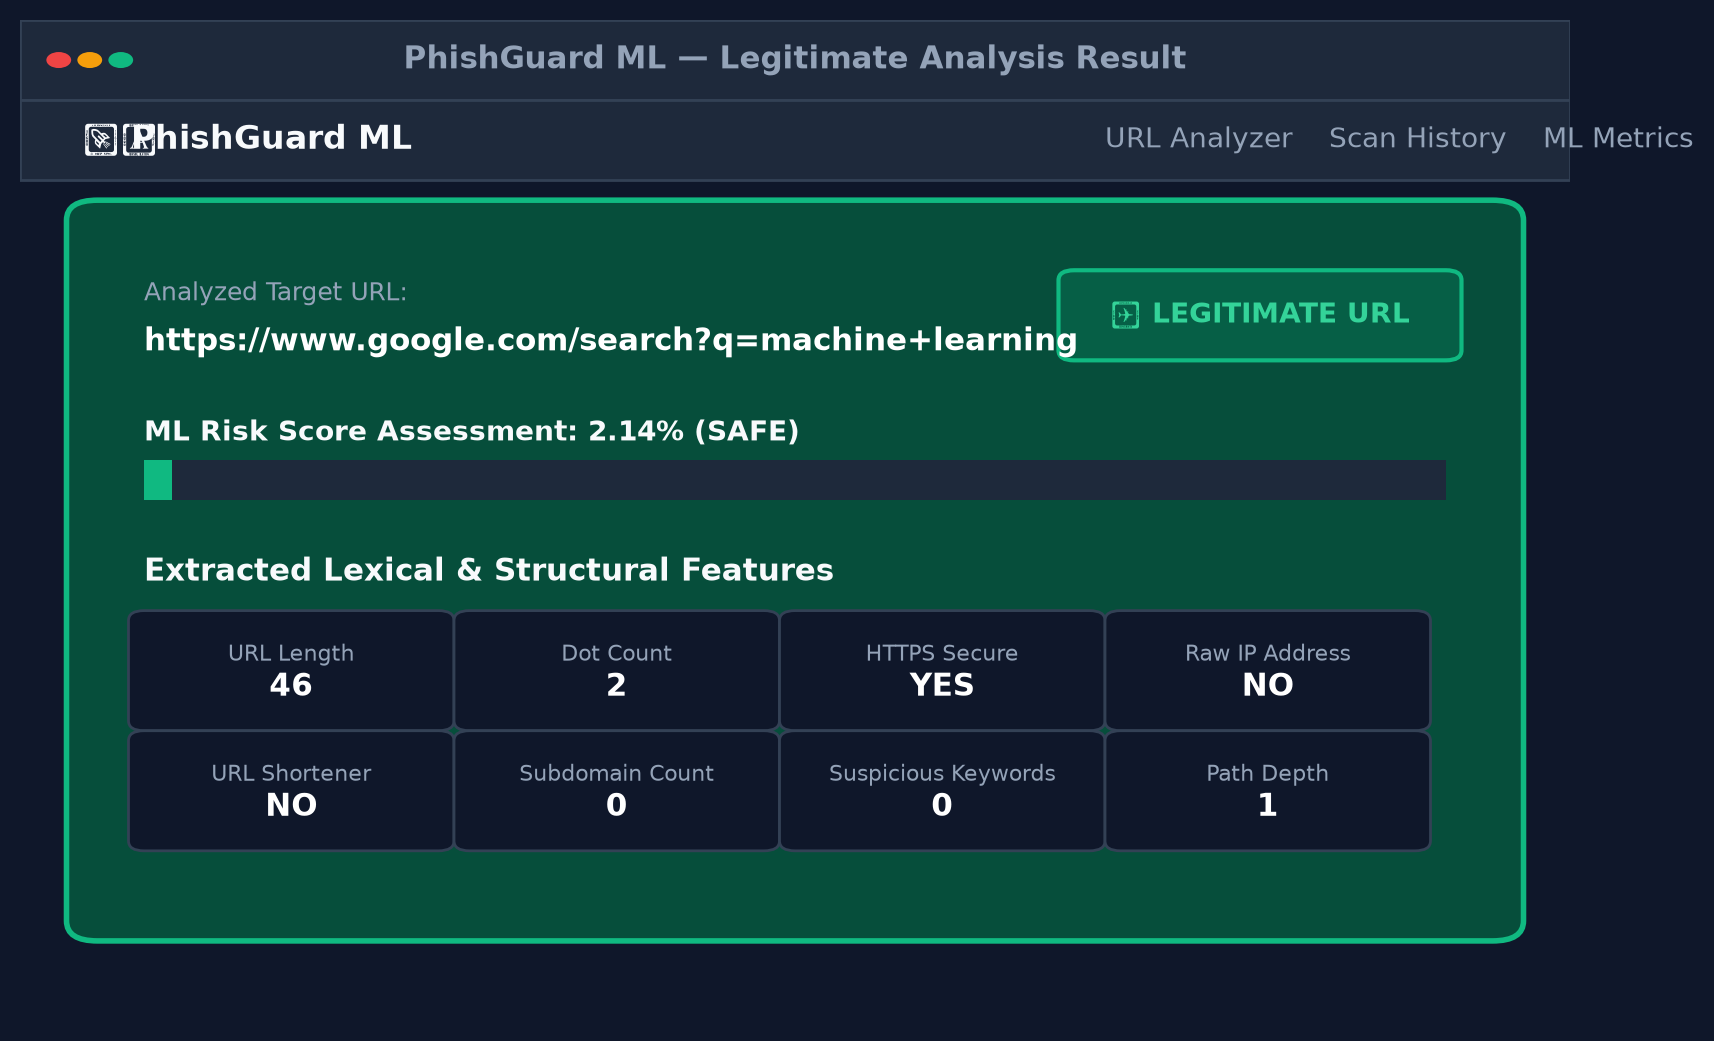 PhishGuard ML — Legitimate Analysis Result
PhishGuard ML
URL Analyzer Scan History ML Metrics
Analyzed Target URL:
https://www.google.com/search?q=machine+learning
LEGITIMATE URL
ML Risk Score Assessment: 2.14% (SAFE)
Extracted Lexical & Structural Features
URL Length Dot Count HTTPS Secure Raw IP Address
46 2 YES NO
URL Shortener Subdomain Count Suspicious Keywords Path Depth
NO 0 0 1